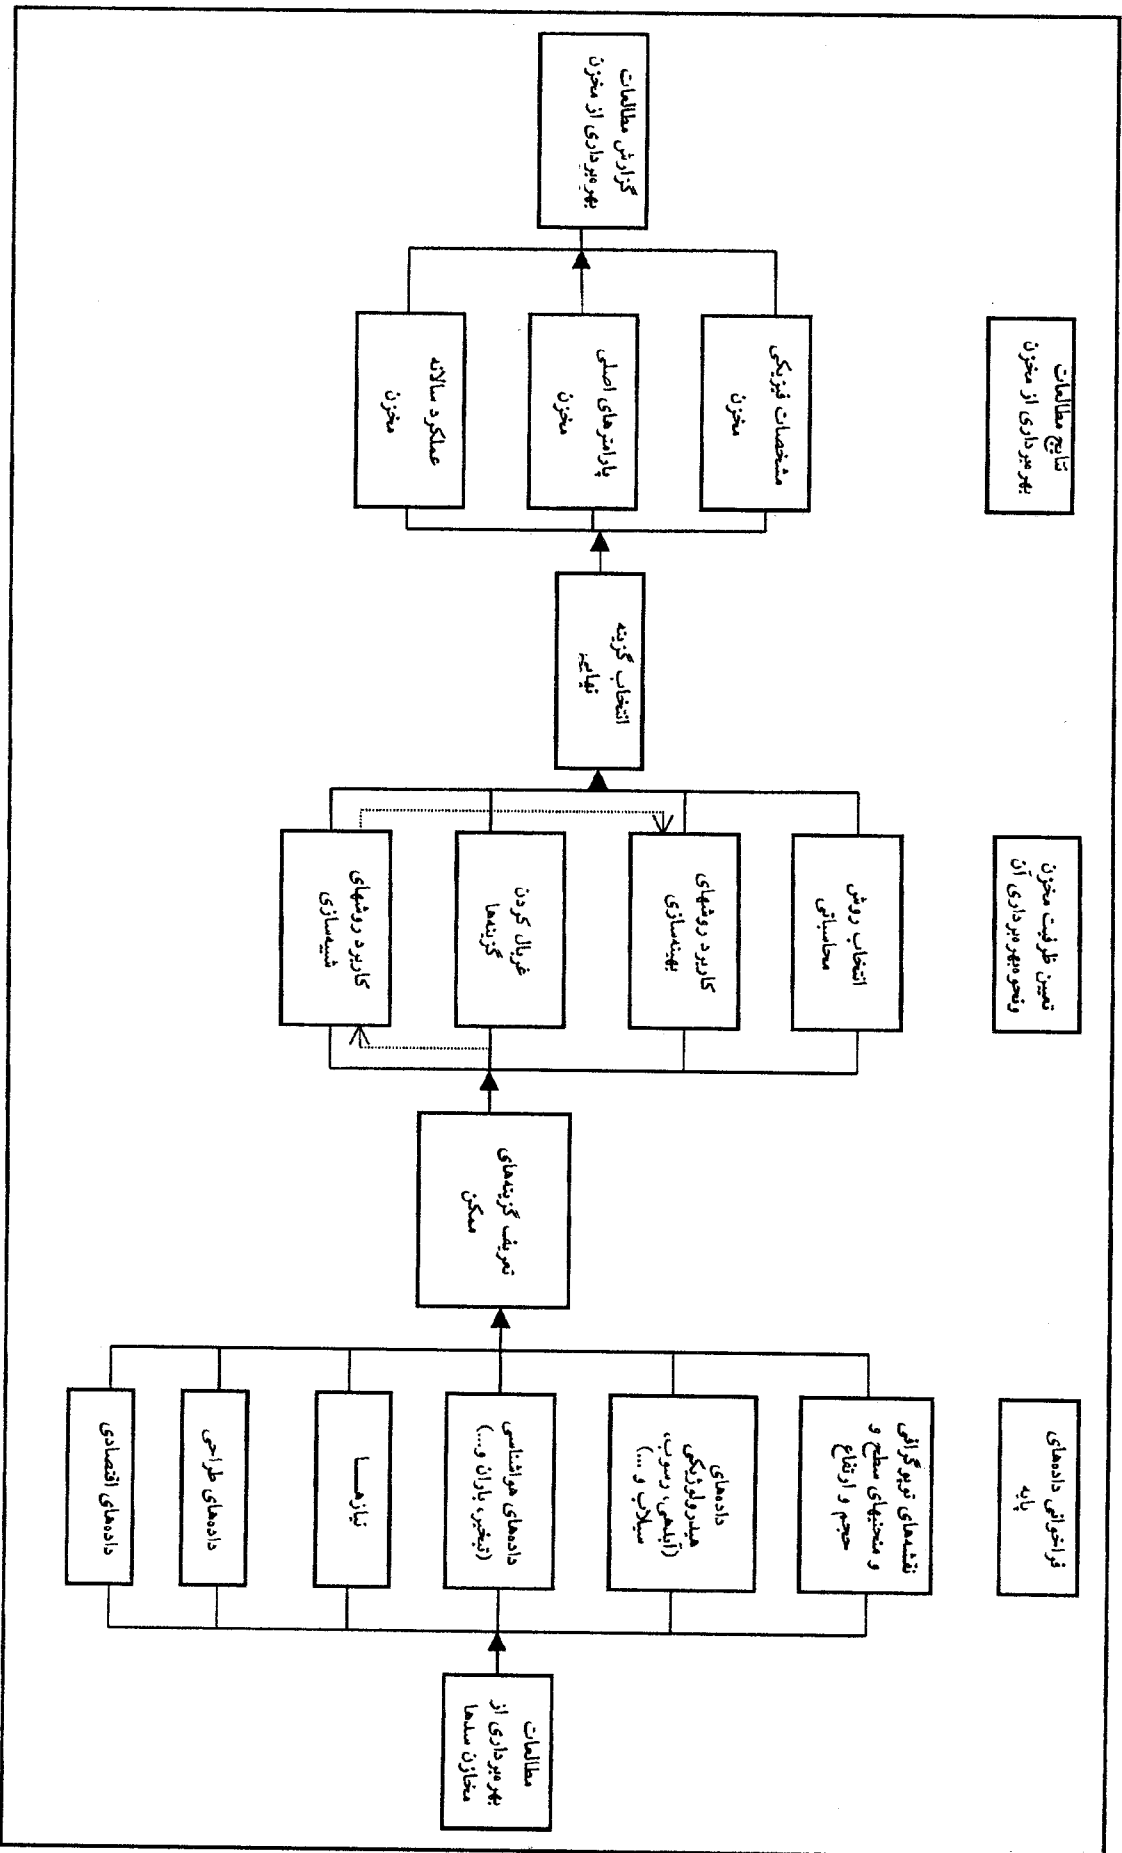 فراخوانی داده‌های
پایه
تعیین ظرفیت مخزن
ونحوه‌بهره‌برداری آن
نتایج مطالعات
بهره‌برداری از مخزن
مطالعات
بهره‌برداری از
مخازن سدها
نقشه‌های توپوگرافی
و منحنیهای سطح و
حجم و ارتفاع
داده‌های
هیدرولوژیکی
(آبدهی، رسوب،
سیلاب و ...)
داده‌های هواشناسی
(تبخیر، باران و...)
نیازهـــا
داده‌های طراحی
داده‌های اقتصادی
تعریف گزینه‌های
ممکن
انتخاب روش
محاسباتی
کاربرد روشهای
بهینه‌سازی
غربال کردن
گزینه‌ها
کاربرد روشهای
شبیه‌سازی
انتخاب گزینه
نهایی
مشخصات فیزیکی
مخزن
پارامترهای اصلی
مخزن
عملکرد سالانه
مخزن
گزارش مطالعات
بهره‌برداری از مخزن